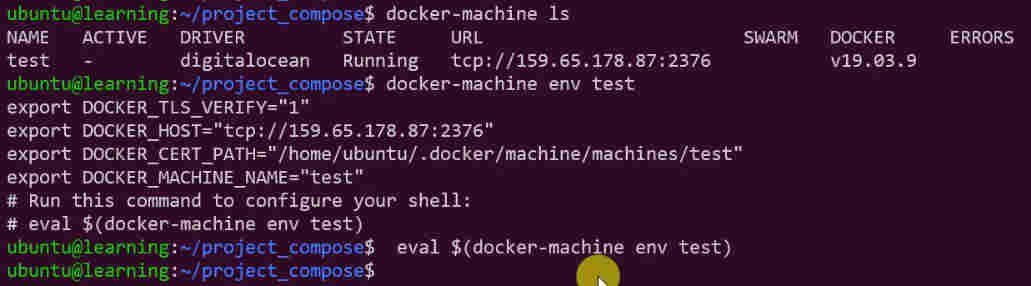 ubuntu@learning:~/project_compose$ docker-machine ls
NAME   ACTIVE   DRIVER         STATE     URL                         SWARM   DOCKER     ERRORS
test   -        digitalocean   Running   tcp://159.65.178.87:2376            v19.03.9
ubuntu@learning:~/project_compose$ docker-machine env test
export DOCKER_TLS_VERIFY="1"
export DOCKER_HOST="tcp://159.65.178.87:2376"
export DOCKER_CERT_PATH="/home/ubuntu/.docker/machine/machines/test"
export DOCKER_MACHINE_NAME="test"
# Run this command to configure your shell:
# eval $(docker-machine env test)
ubuntu@learning:~/project_compose$  eval $(docker-machine env test)
ubuntu@learning:~/project_compose$